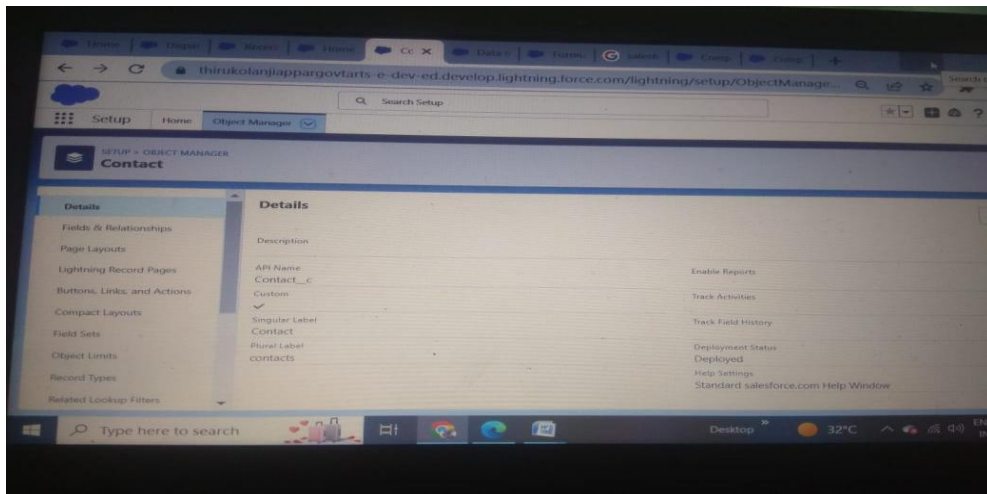 Home Home Cc
thirukolanjiappargovtarts-e-dev-ed.develop.lightning.force.com/lightning/setup/ObjectManage...
Search Setup
Setup Home Object Manager
SETUP > OBJECT MANAGER
Contact
Details
Fields & Relationships
Page Layouts
Lightning Record Pages
Buttons, Links, and Actions
Compact Layouts
Field Sets
Object Limits
Record Types
Related Lookup Filters
Details
Description
API Name
Contact__c
Custom
Singular Label
Contact
Plural Label
contacts
Enable Reports
Track Activities
Track Field History
Deployment Status
Deployed
Help Settings
Standard salesforce.com Help Window
Type here to search Desktop 32°C